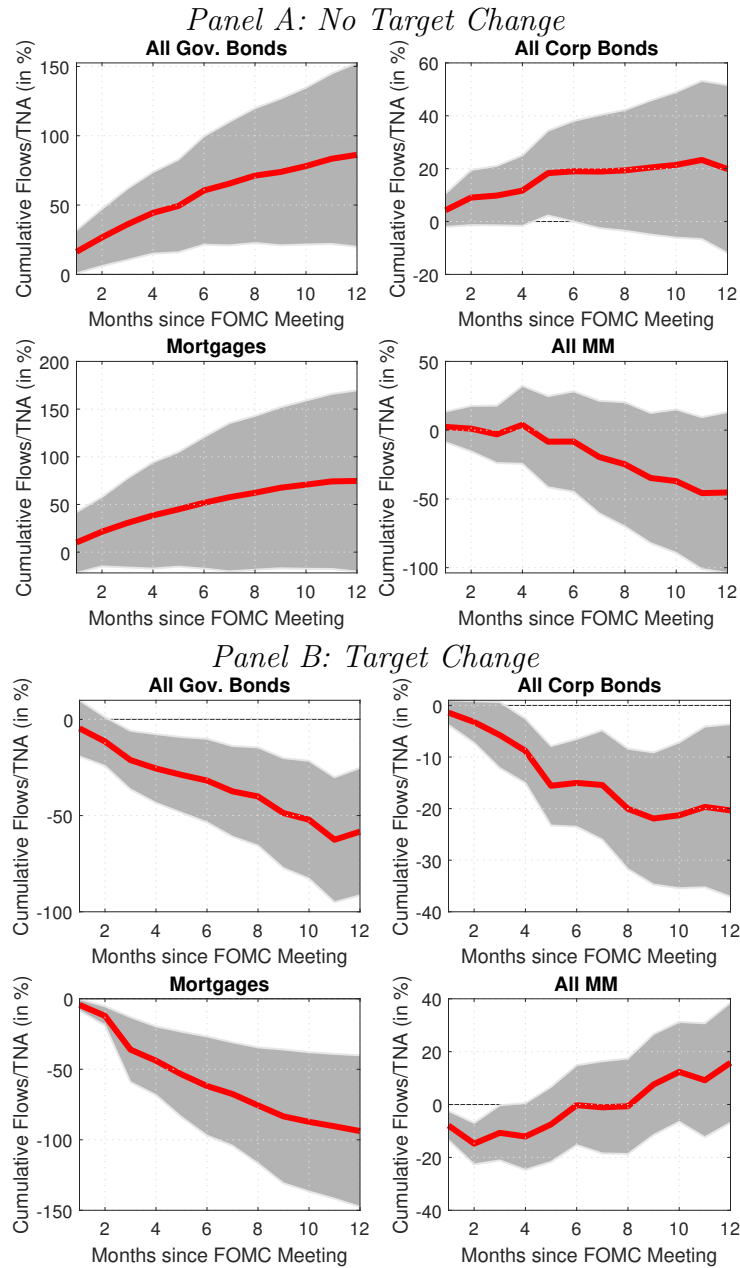 Panel A: No Target Change
All Gov. Bonds
Cumulative Flows/TNA (in %)
150
100
50
0
2 4 6 8 10 12
Months since FOMC Meeting
All Corp Bonds
Cumulative Flows/TNA (in %)
60
40
20
0
-20
2 4 6 8 10 12
Months since FOMC Meeting
Mortgages
Cumulative Flows/TNA (in %)
200
150
100
50
0
2 4 6 8 10 12
Months since FOMC Meeting
All MM
Cumulative Flows/TNA (in %)
50
0
-50
-100
2 4 6 8 10 12
Months since FOMC Meeting
Panel B: Target Change
All Gov. Bonds
Cumulative Flows/TNA (in %)
0
-50
-100
2 4 6 8 10 12
Months since FOMC Meeting
All Corp Bonds
Cumulative Flows/TNA (in %)
0
-10
-20
-30
-40
2 4 6 8 10 12
Months since FOMC Meeting
Mortgages
Cumulative Flows/TNA (in %)
0
-50
-100
-150
2 4 6 8 10 12
Months since FOMC Meeting
All MM
Cumulative Flows/TNA (in %)
40
20
0
-20
-40
2 4 6 8 10 12
Months since FOMC Meeting